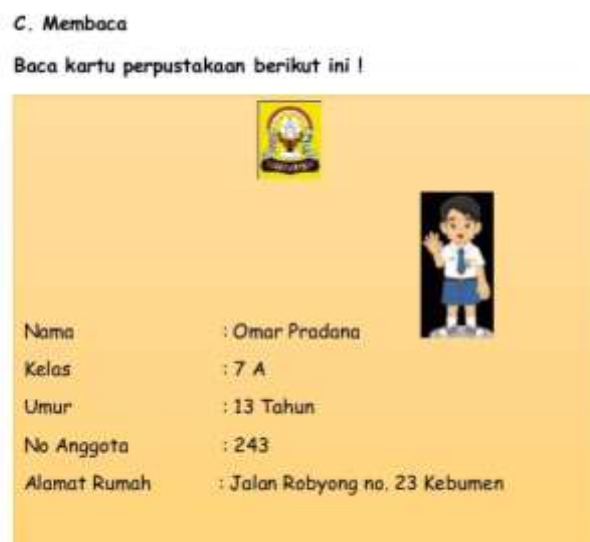 C. Membaca
Baca kartu perpustakaan berikut ini !
Nama : Omar Pradana
Kelas : 7 A
Umur : 13 Tahun
No Anggota : 243
Alamat Rumah : Jalan Robyong no. 23 Kebumen